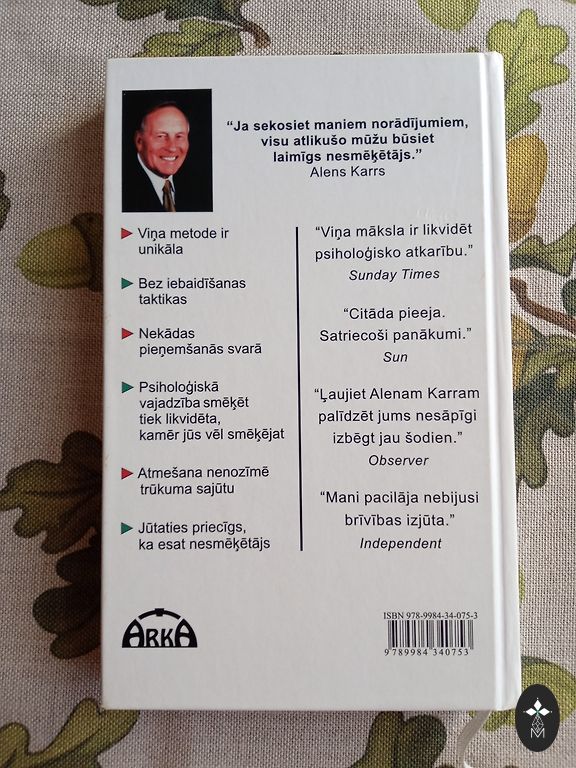 “Ja sekosiet maniem norādījumiem,
visu atlikušo mūžu būsiet
laimīgs nesmēķētājs.”
Alens Karrs
Viņa metode ir
unikāla
Bez iebaidīšanas
taktikas
Nekādas
pieņemšanās svarā
Psiholoģiskā
vajadzība smēķēt
tiek likvidēta,
kamēr jūs vēl smēķējat
Atmešana nenozīmē
trūkuma sajūtu
Jūtaties priecīgs,
ka esat nesmēķētājs
“Viņa māksla ir likvidēt
psiholoģisko atkarību.”
Sunday Times
“Citāda pieeja.
Satriecoši panākumi.”
Sun
“Ļaujiet Alenam Karram
palīdzēt jums nesāpīgi
izbēgt jau šodien.”
Observer
“Mani pacilāja nebijusi
brīvības izjūta.”
Independent
ARKA
ISBN 978-9984-34-075-3
9 789984 340753
M